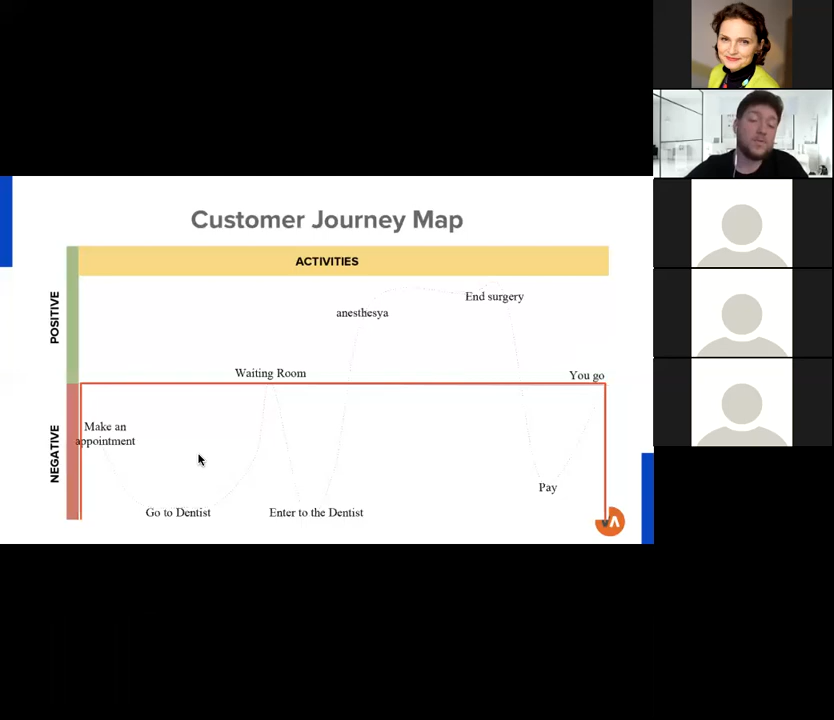 Customer Journey Map
ACTIVITIES
POSITIVE
NEGATIVE
End surgery
anesthesya
Waiting Room
You go
Make an
appointment
Pay
Go to Dentist
Enter to the Dentist